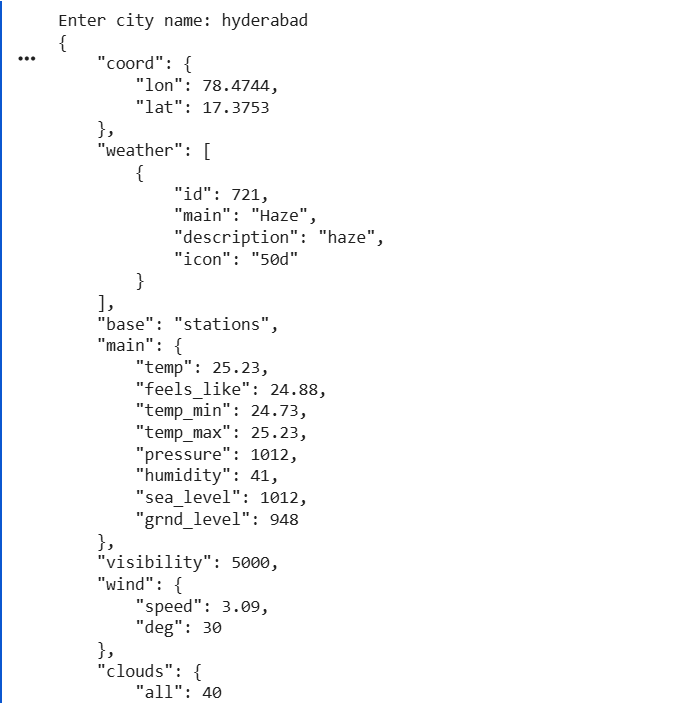 Enter city name: hyderabad
{
    "coord": {
        "lon": 78.4744,
        "lat": 17.3753
    },
    "weather": [
        {
            "id": 721,
            "main": "Haze",
            "description": "haze",
            "icon": "50d"
        }
    ],
    "base": "stations",
    "main": {
        "temp": 25.23,
        "feels_like": 24.88,
        "temp_min": 24.73,
        "temp_max": 25.23,
        "pressure": 1012,
        "humidity": 41,
        "sea_level": 1012,
        "grnd_level": 948
    },
    "visibility": 5000,
    "wind": {
        "speed": 3.09,
        "deg": 30
    },
    "clouds": {
        "all": 40